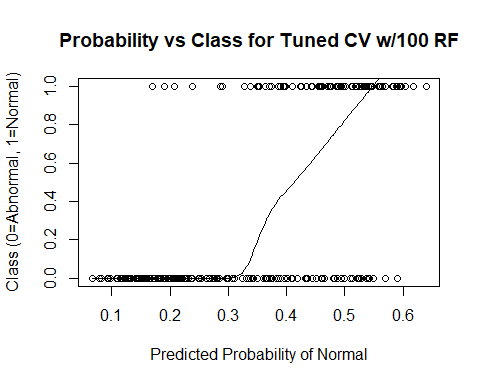 Probability vs Class for Tuned CV w/100 RF
Class (0=Abnormal, 1=Normal)
1.0
0.8
0.6
0.4
0.2
0.0
0.1 0.2 0.3 0.4 0.5 0.6
Predicted Probability of Normal